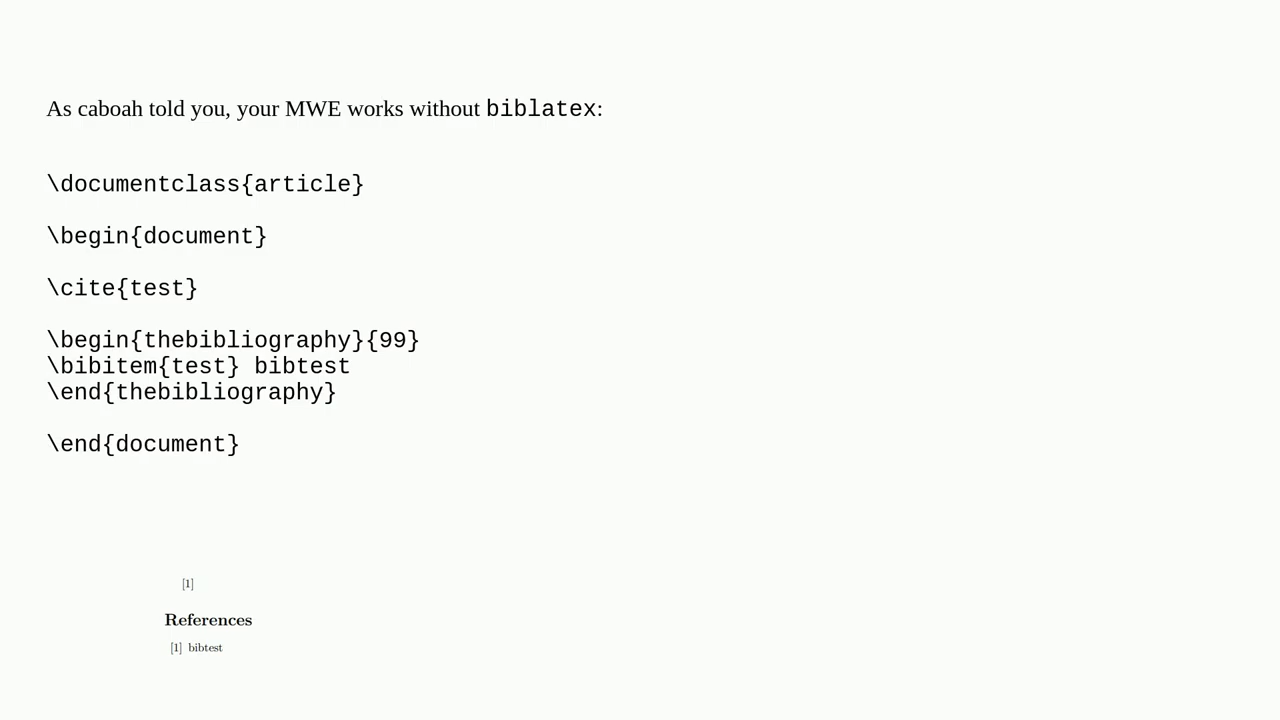 As caboah told you, your MWE works without biblatex:
\documentclass{article}
\begin{document}
\cite{test}
\begin{thebibliography}{99}
\bibitem{test} bibtest
\end{thebibliography}
\end{document}
[1]
References
[1] bibtest